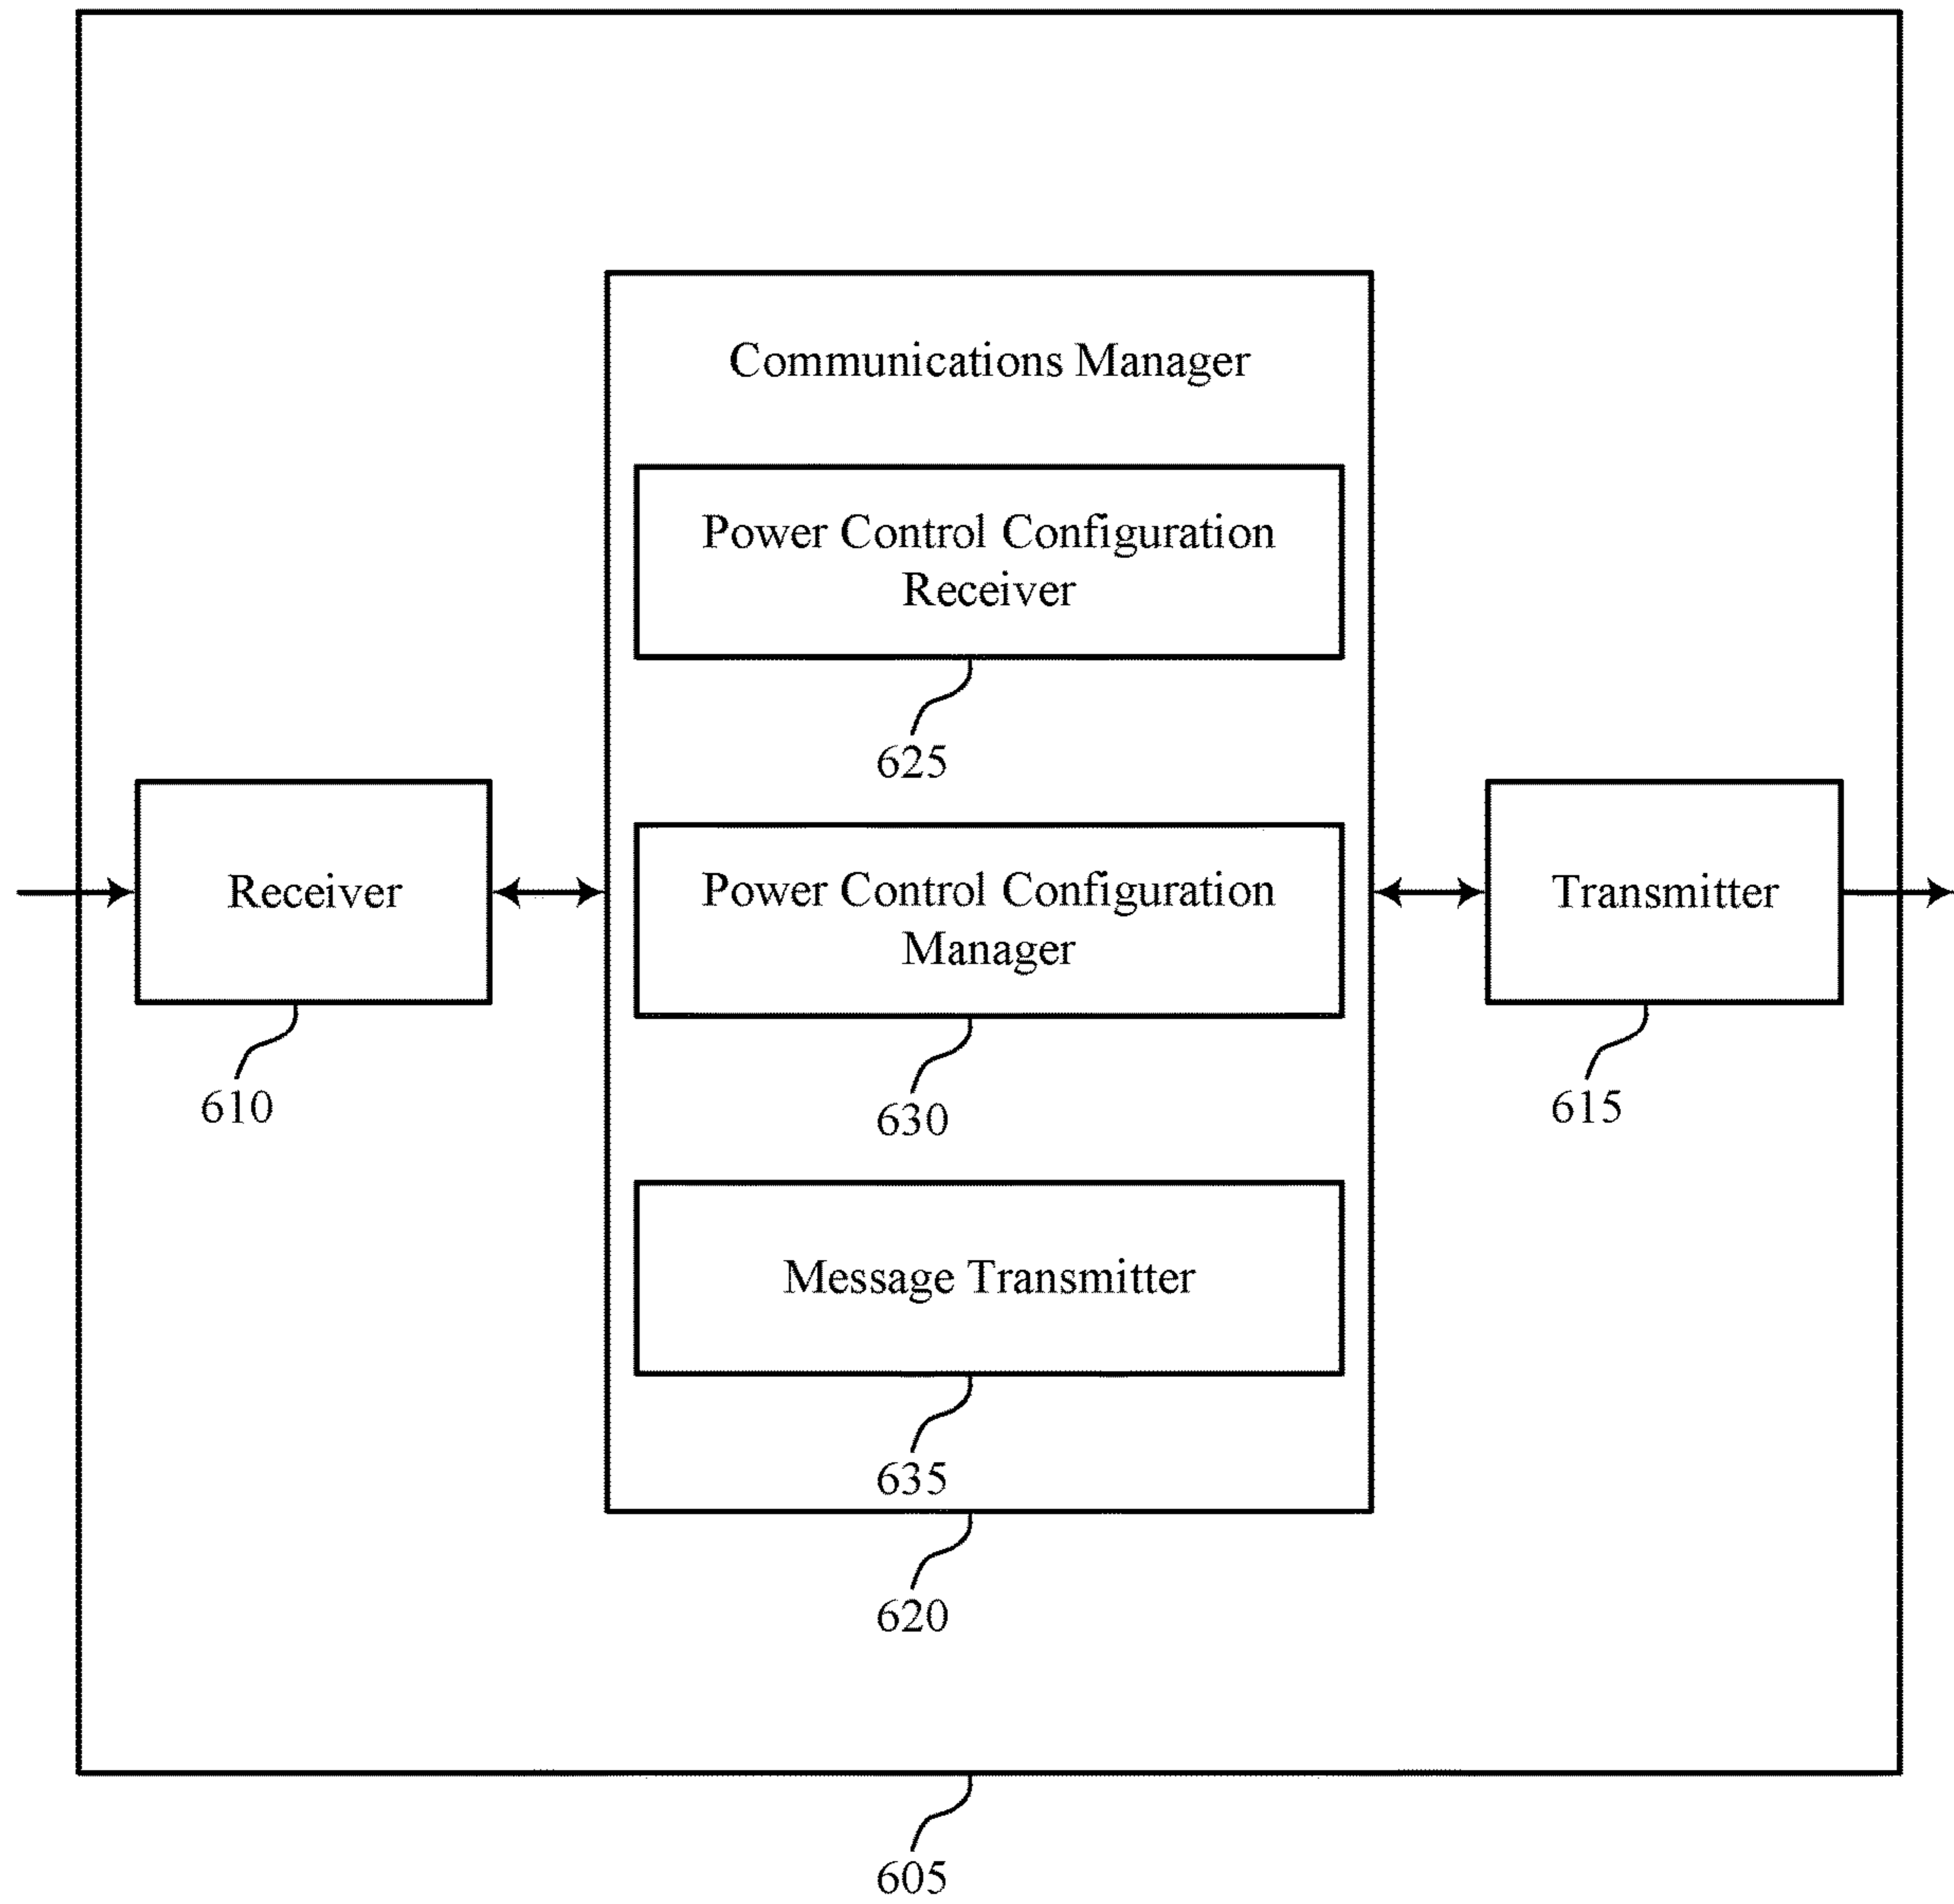 Communications Manager
Power Control Configuration
Receiver
625
Receiver
610
Power Control Configuration
Manager
630
Transmitter
615
Message Transmitter
635
620
605